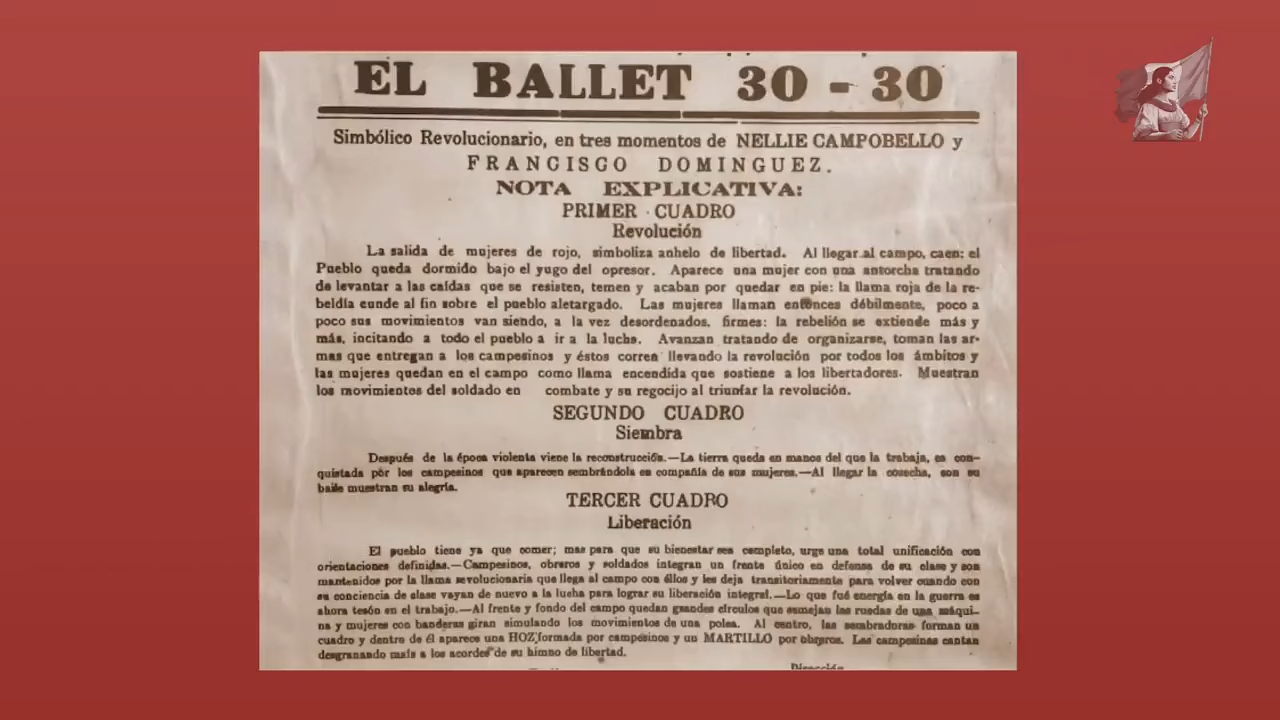 EL BALLET 30 - 30
Simbólico Revolucionario, en tres momentos de NELLIE CAMPOBELLO y
FRANCISCO DOMINGUEZ.
NOTA EXPLICATIVA:
PRIMER CUADRO
Revolución
La salida de mujeres de rojo, simboliza anhelo de libertad. Al llegar al campo, caen: el
Pueblo queda dormido bajo el yugo del opresor. Aparece una mujer con una antorcha tratando
de levantar a las caídas que se resisten, temen y acaban por quedar en pie: la llama roja de la re-
beldía cunde al fin sobre el pueblo aletargado. Las mujeres llaman entonces débilmente, poco a
poco sus movimientos van siendo, a la vez desordenados, firmes: la rebelión se extiende más y
más, incitando a todo el pueblo a ir a la lucha. Avanzan tratando de organizarse, toman las ar-
mas que entregan a los campesinos y éstos corren llevando la revolución por todos los ámbitos y
las mujeres quedan en el campo como llama encendida que sostiene a los libertadores. Muestran
los movimientos del soldado en combate y su regocijo al triunfar la revolución.
SEGUNDO CUADRO
Siembra
Después de la época violenta viene la reconstrucción.—La tierra queda en manos del que la trabaja, es con-
quistada por los campesinos que aparecen sembrándola en compañía de sus mujeres.—Al llegar la cosecha, con su
baile muestran su alegría.
TERCER CUADRO
Liberación
El pueblo tiene ya que comer; mas para que su bienestar sea completo, urge una total unificación con
orientaciones definidas.—Campesinos, obreros y soldados integran un frente único en defensa de su clase y son
mantenidos por la llama revolucionaria que llega al campo con éllos y les deja transitoriamente para volver cuando con
su conciencia de clase vayan de nuevo a la lucha para lograr su liberación integral.—Lo que fué energía en la guerra es
ahora tesón en el trabajo.—Al frente y fondo del campo quedan grandes círculos que semejan las ruedas de una máqui-
na y mujeres con banderas giran simulando los movimientos de una polea. Al centro, las sembradoras forman un
cuadro y dentro de él aparece una HOZ formada por campesinos y un MARTILLO por obreros. Las campesinas cantan
desgranando maíz a los acordes de su himno de libertad.
Dirección